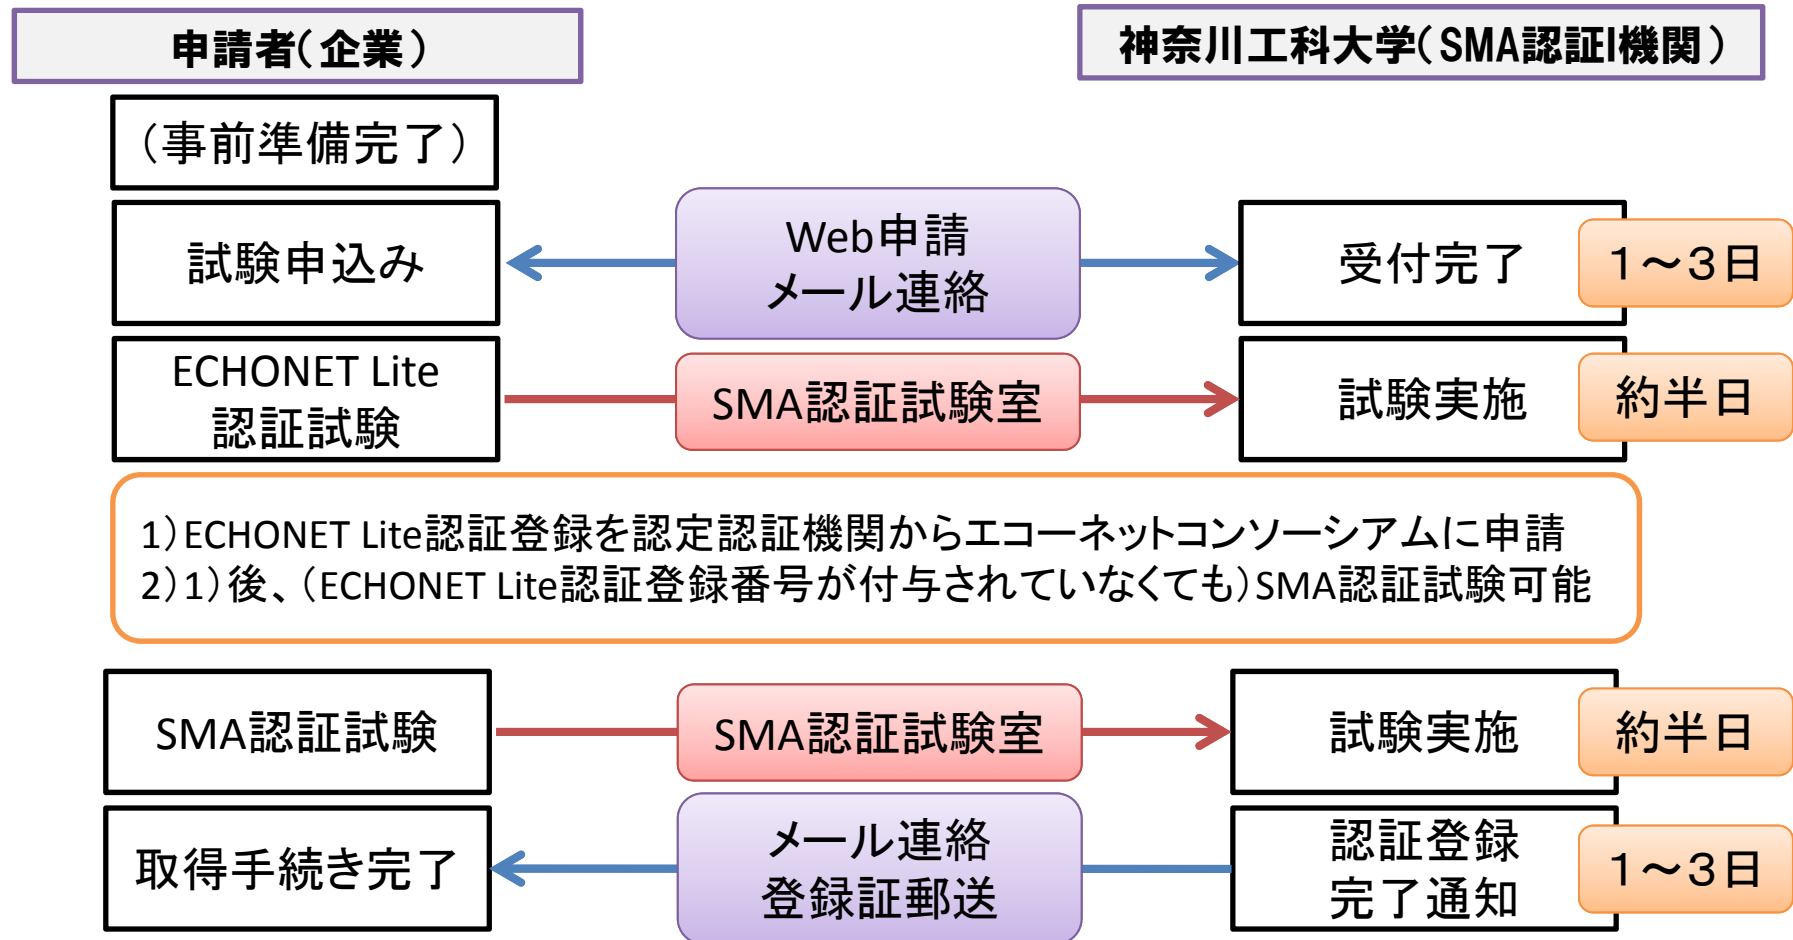 申請者(企業)
神奈川工科大学(SMA認証I機関)
(事前準備完了)
試験申込み
Web申請
メール連絡
受付完了
1~3日
ECHONET Lite
認証試験
SMA認証試験室
試験実施
約半日
1)ECHONET Lite認証登録を認定認証機関からエコーネットコンソーシアムに申請
2)1)後、(ECHONET Lite認証登録番号が付与されていなくても)SMA認証試験可能
SMA認証試験
SMA認証試験室
試験実施
約半日
取得手続き完了
メール連絡
登録証郵送
認証登録
完了通知
1~3日